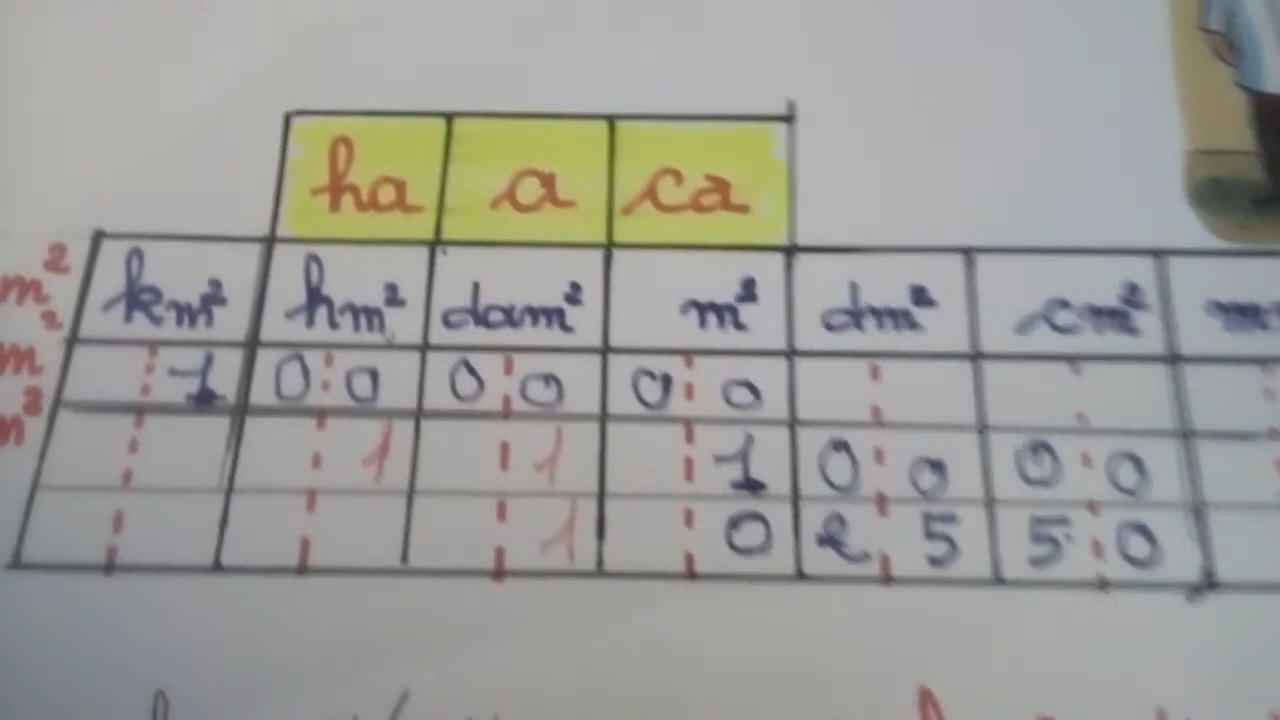 ha a ca
m² km² hm² dam² m² dm² cm²
1 0 0 0 0 0 0
1 1 1 0 0 0 0
1 0 2 5 5 0